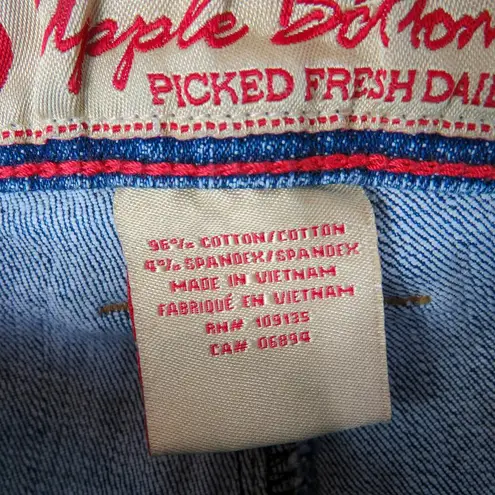 Apple Bottom
PICKED FRESH DAI
96% COTTON/COTTON
4% SPANDEX/SPANDEX
MADE IN VIETNAM
FABRIQUÉ EN VIETNAM
RN# 109135
CA# 06894